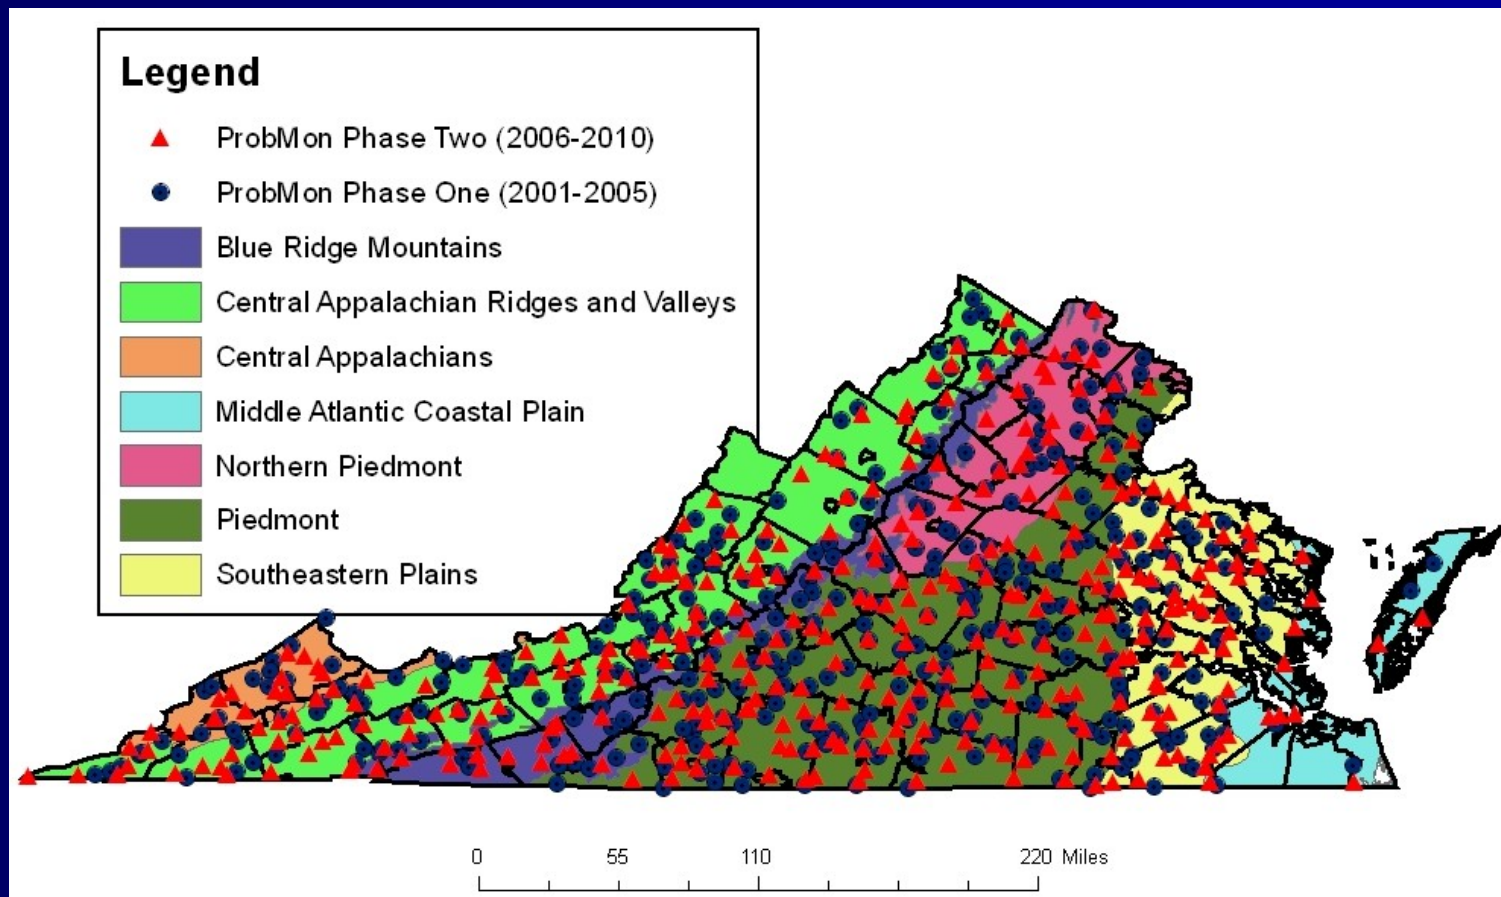 Legend
ProbMon Phase Two (2006-2010)
ProbMon Phase One (2001-2005)
Blue Ridge Mountains
Central Appalachian Ridges and Valleys
Central Appalachians
Middle Atlantic Coastal Plain
Northern Piedmont
Piedmont
Southeastern Plains
0 55 110 220 Miles